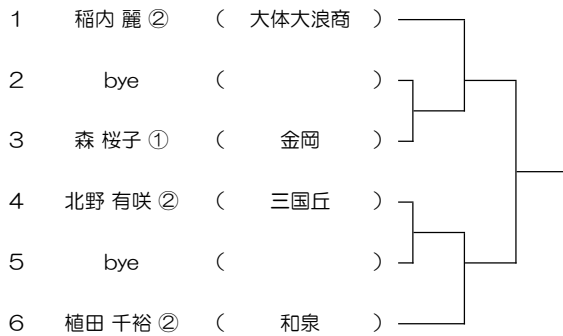 1 稲内 麗 ② ( 大体大浪商 )
2 bye ( )
3 森 桜子 ① ( 金岡 )
4 北野 有咲 ② ( 三国丘 )
5 bye ( )
6 植田 千裕 ② ( 和泉 )